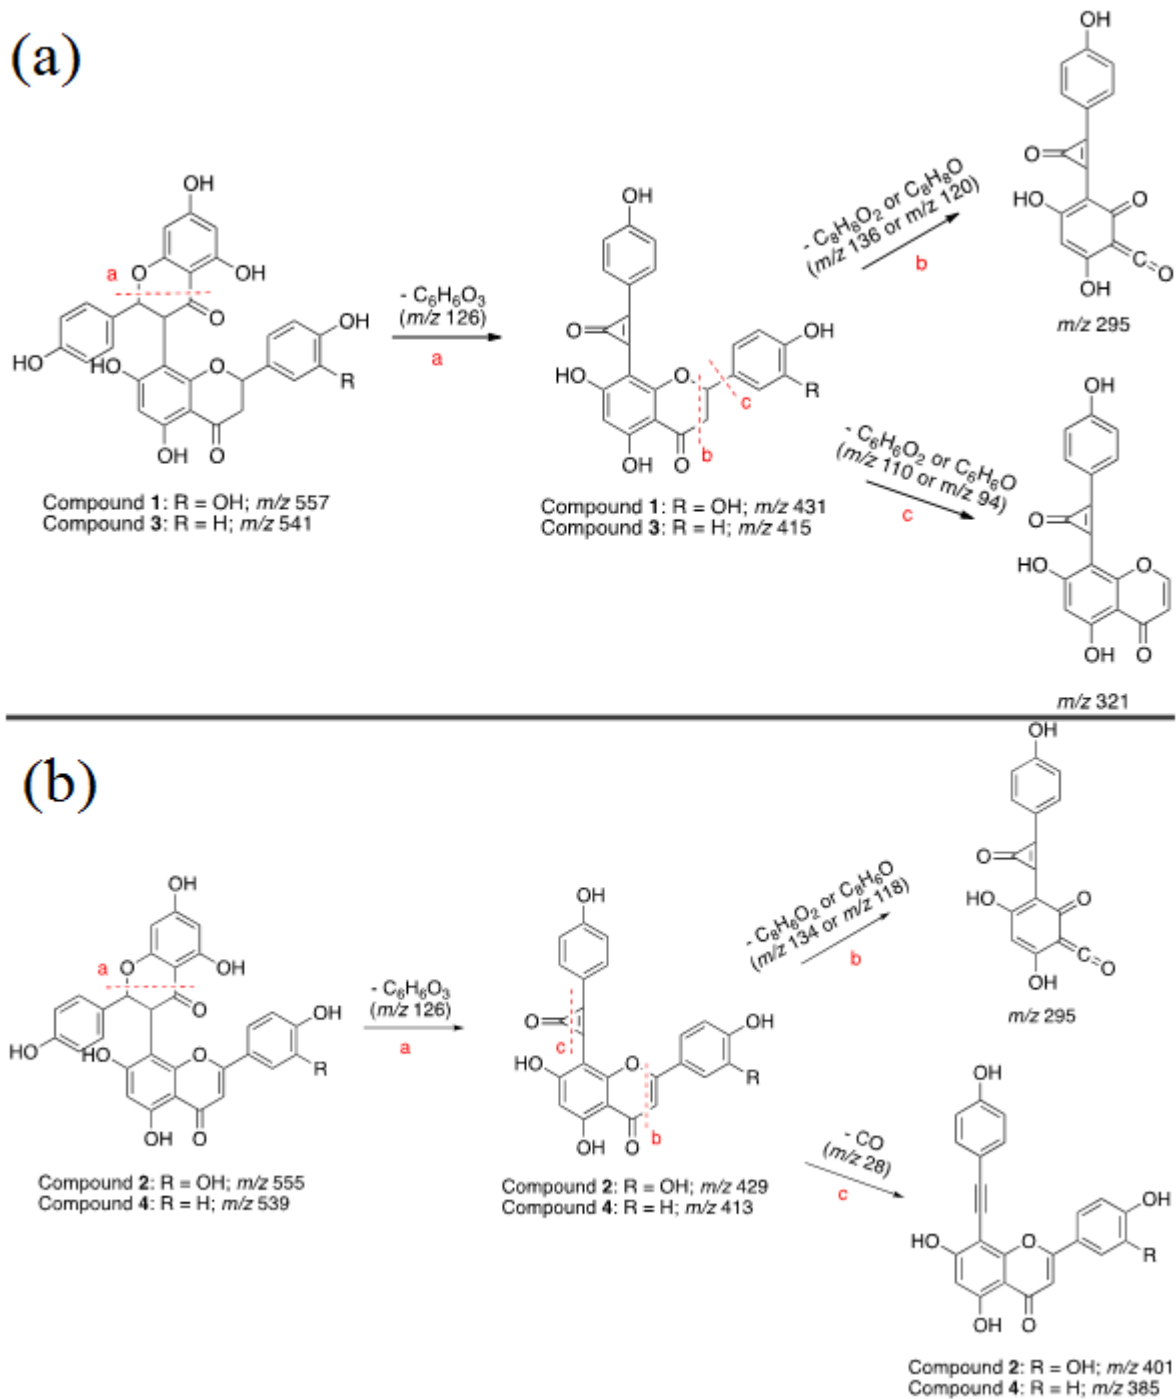 (a)
OH
OH
O
a
O
HO
HO
O
OH
R
OH
O
Compound 1: R = OH; m/z 557
Compound 3: R = H; m/z 541
- C6H6O3
(m/z 126)
a
OH
O
HO
O
OH
R
c
b
OH
O
Compound 1: R = OH; m/z 431
Compound 3: R = H; m/z 415
- C8H8O2 or C8H8O
(m/z 136 or m/z 120)
b
OH
O
HO
O
C
O
OH
m/z 295
- C6H6O2 or C6H6O
(m/z 110 or m/z 94)
c
OH
O
HO
O
OH
O
m/z 321
(b)
OH
OH
O
a
O
HO
HO
O
OH
R
OH
O
Compound 2: R = OH; m/z 555
Compound 4: R = H; m/z 539
- C6H6O3
(m/z 126)
a
OH
O
c
HO
O
OH
R
b
OH
O
Compound 2: R = OH; m/z 429
Compound 4: R = H; m/z 413
- C8H6O2 or C8H6O
(m/z 134 or m/z 118)
b
OH
O
HO
O
C
O
OH
m/z 295
- CO
(m/z 28)
c
OH
HO
O
OH
R
OH
O
Compound 2: R = OH; m/z 401
Compound 4: R = H; m/z 385